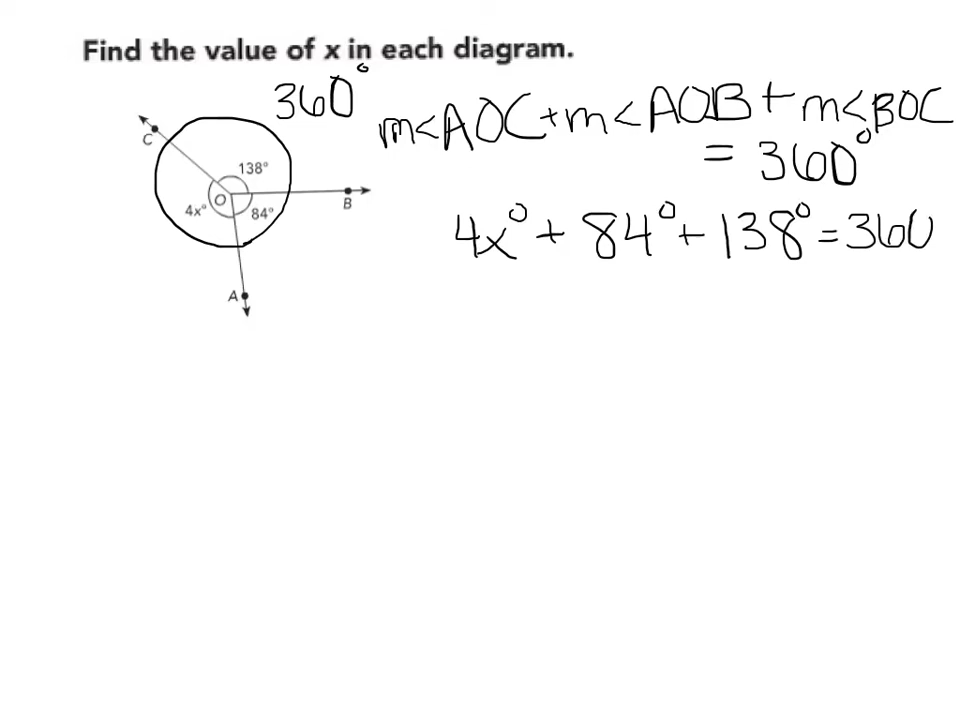 Find the value of x in each diagram.
360°
m<AOC+m<AOB+m<BOC
= 360°
4x° + 84° + 138° = 360
C
138°
O
B
4x°
84°
A